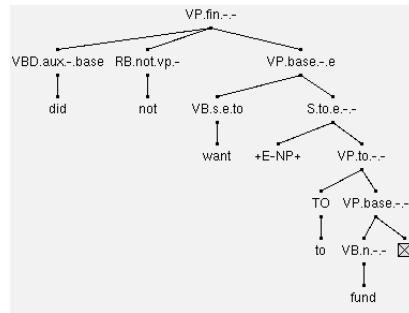 VP.fin.-.-
VBD.aux.-.base RB.not.vp.- VP.base.-.e
did not VB.s.e.to S.to.e.-.-
want +E-NP+ VP.to.-.-
TO VP.base.-.-
to VB.n.-.-
fund